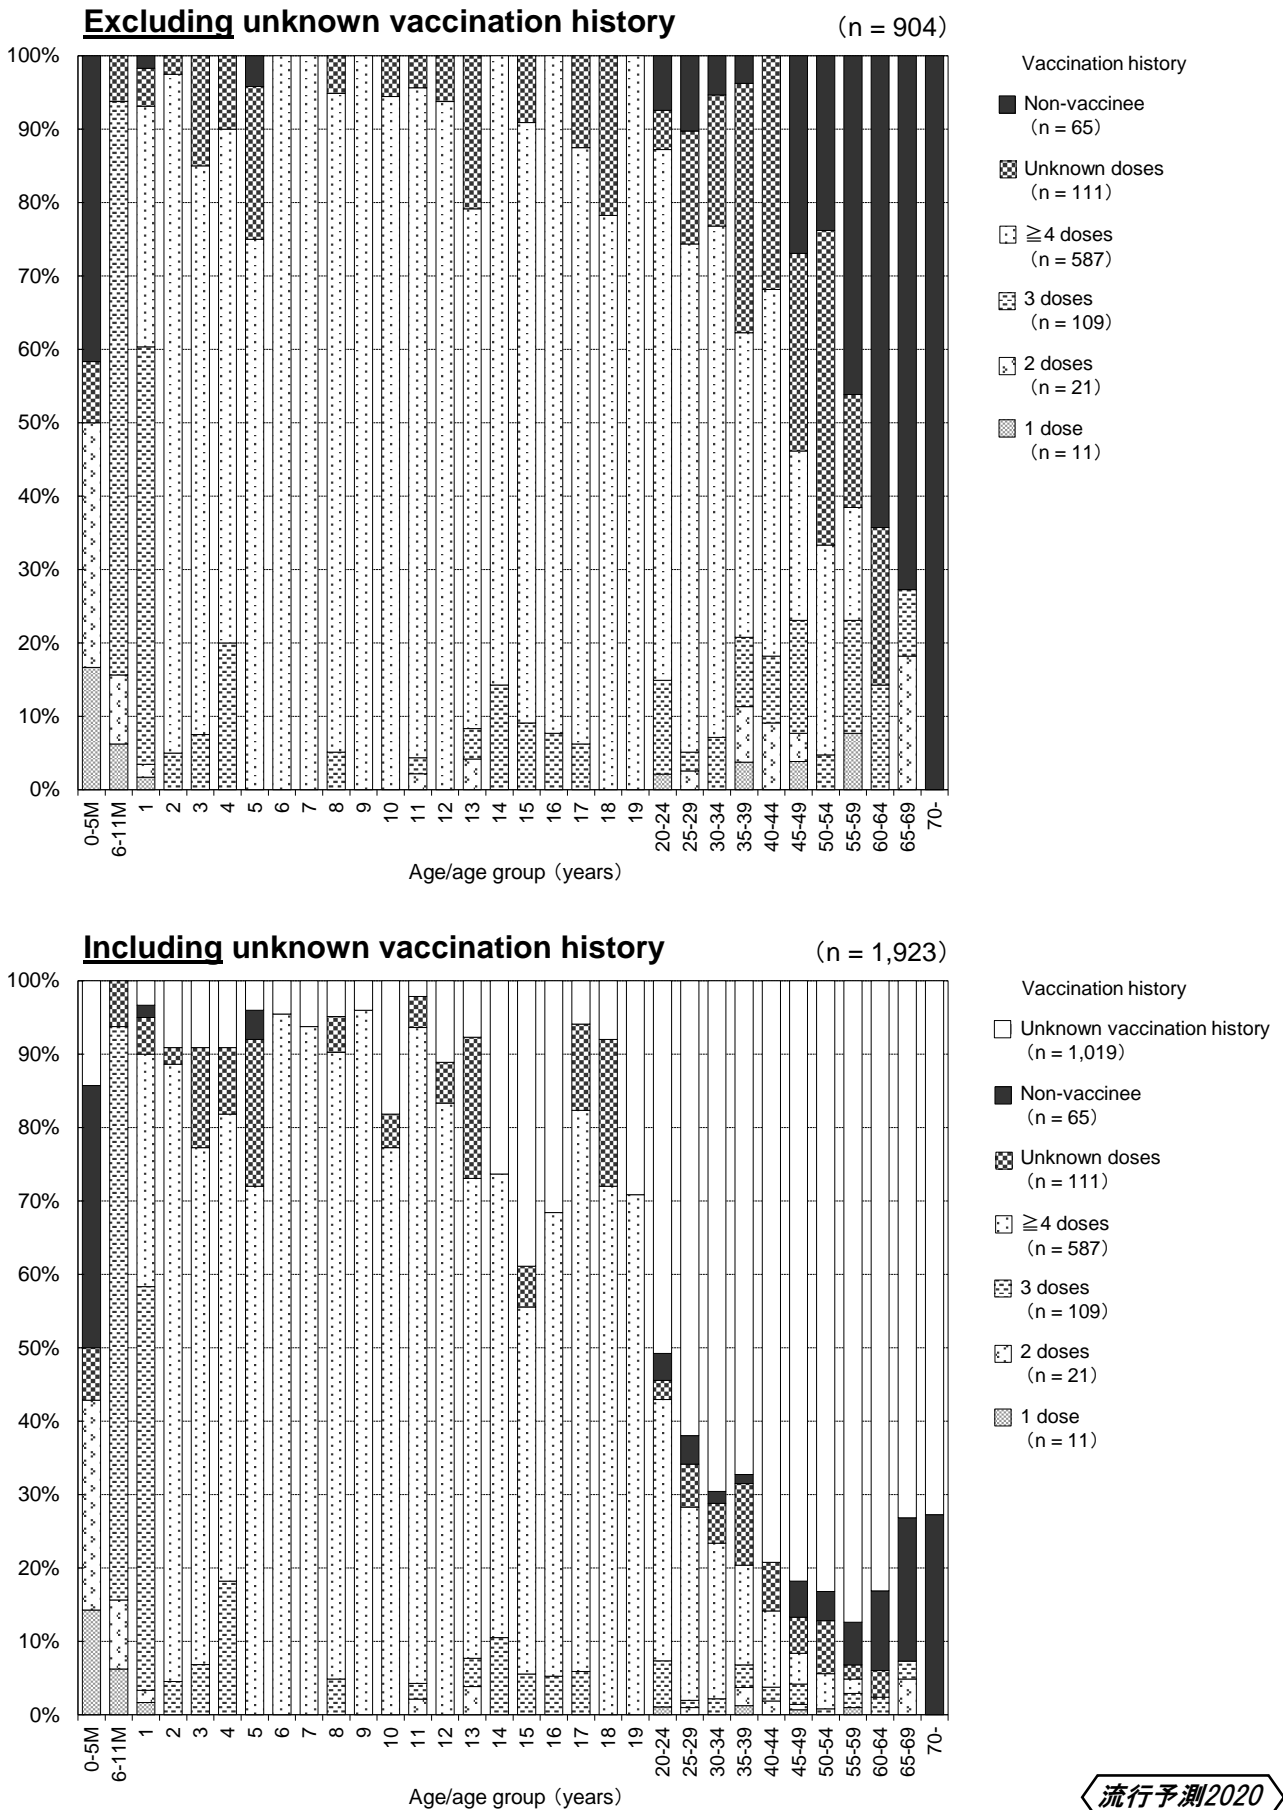 Excluding unknown vaccination history
（n = 904）
100%
90%
80%
70%
60%
50%
40%
30%
20%
10%
0%
0-5M
6-11M
1
2
3
4
5
6
7
8
9
10
11
12
13
14
15
16
17
18
19
20-24
25-29
30-34
35-39
40-44
45-49
50-54
55-59
60-64
65-69
70-
Age/age group（years）
Vaccination history
Non-vaccinee
（n = 65）
Unknown doses
（n = 111）
≧4 doses
（n = 587）
3 doses
（n = 109）
2 doses
（n = 21）
1 dose
（n = 11）
Including unknown vaccination history
（n = 1,923）
100%
90%
80%
70%
60%
50%
40%
30%
20%
10%
0%
0-5M
6-11M
1
2
3
4
5
6
7
8
9
10
11
12
13
14
15
16
17
18
19
20-24
25-29
30-34
35-39
40-44
45-49
50-54
55-59
60-64
65-69
70-
Age/age group（years）
Vaccination history
Unknown vaccination history
（n = 1,019）
Non-vaccinee
（n = 65）
Unknown doses
（n = 111）
≧4 doses
（n = 587）
3 doses
（n = 109）
2 doses
（n = 21）
1 dose
（n = 11）
流行予測2020